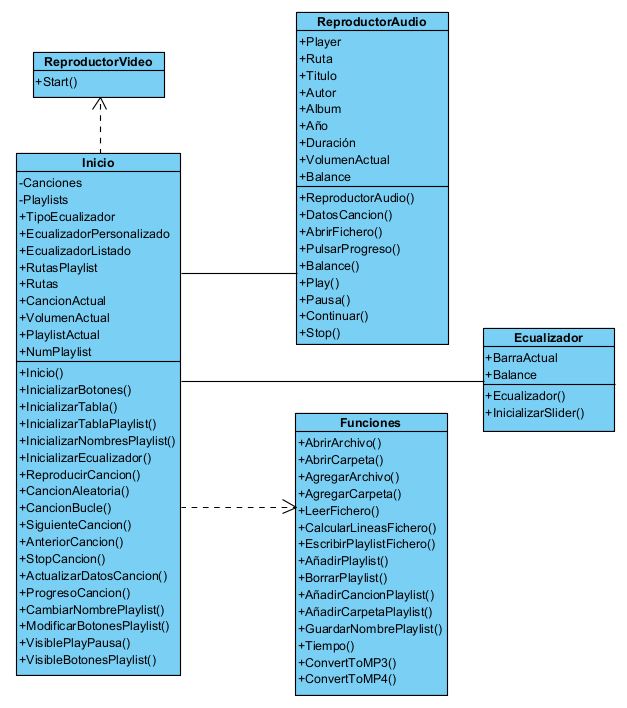 ReproductorVideo
+Start()
Inicio
-Canciones
-Playlists
+TipoEcualizador
+EcualizadorPersonalizado
+EcualizadorListado
+RutasPlaylist
+Rutas
+CancionActual
+VolumenActual
+PlaylistActual
+NumPlaylist
+Inicio()
+InicializarBotones()
+InicializarTabla()
+InicializarTablaPlaylist()
+InicializarNombresPlaylist()
+InicializarEcualizador()
+ReproducirCancion()
+CancionAleatoria()
+CancionBucle()
+SiguienteCancion()
+AnteriorCancion()
+StopCancion()
+ActualizarDatosCancion()
+ProgresoCancion()
+CambiarNombrePlaylist()
+ModificarBotonesPlaylist()
+VisiblePlayPausa()
+VisibleBotonesPlaylist()
ReproductorAudio
+Player
+Ruta
+Titulo
+Autor
+Album
+Año
+Duración
+VolumenActual
+Balance
+ReproductorAudio()
+DatosCancion()
+AbrirFichero()
+PulsarProgreso()
+Balance()
+Play()
+Pausa()
+Continuar()
+Stop()
Ecualizador
+BarraActual
+Balance
+Ecualizador()
+InicializarSlider()
Funciones
+AbrirArchivo()
+AbrirCarpeta()
+AgregarArchivo()
+AgregarCarpeta()
+LeerFichero()
+CalcularLineasFichero()
+EscribirPlaylistFichero()
+AñadirPlaylist()
+BorrarPlaylist()
+AñadirCancionPlaylist()
+AñadirCarpetaPlaylist()
+GuardarNombrePlaylist()
+Tiempo()
+ConvertToMP3()
+ConvertToMP4()